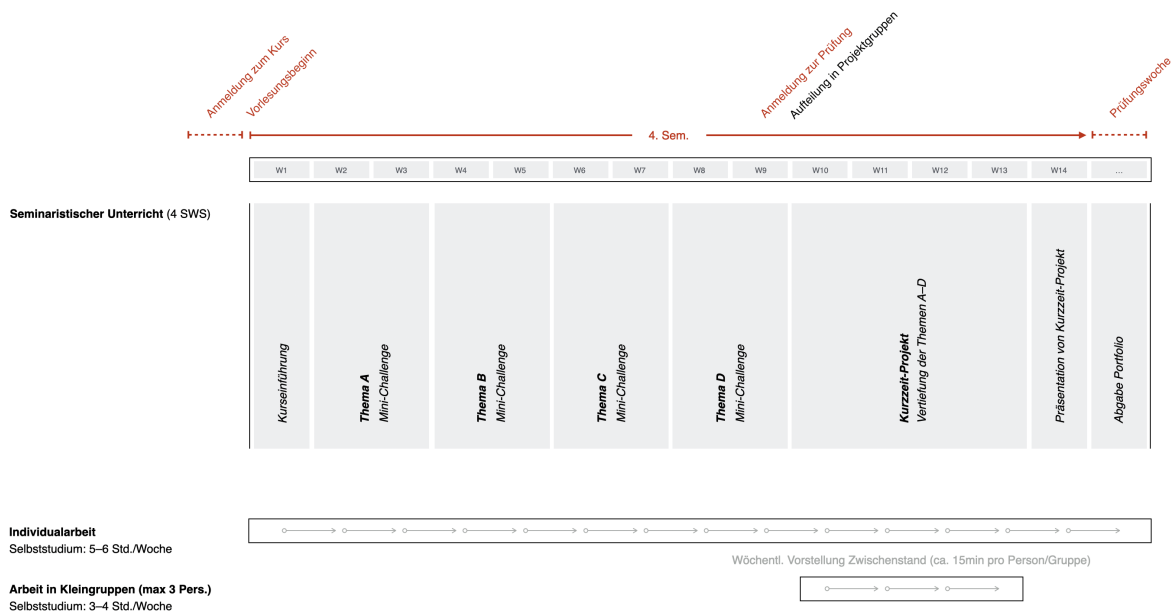 Anmeldung zum Kurs
Vorlesungsbeginn
Anmeldung zur Prüfung
Aufteilung in Projektgruppen
Prüfungswoche
4. Sem.
W1 W2 W3 W4 W5 W6 W7 W8 W9 W10 W11 W12 W13 W14 ...
Seminaristischer Unterricht (4 SWS)
Kurseinführung
Thema A
Mini-Challenge
Thema B
Mini-Challenge
Thema C
Mini-Challenge
Thema D
Mini-Challenge
Kurzzeit-Projekt
Vertiefung der Themen A–D
Präsentation von Kurzzeit-Projekt
Abgabe Portfolio
Individualarbeit
Selbststudium: 5–6 Std./Woche
Wöchentl. Vorstellung Zwischenstand (ca. 15min pro Person/Gruppe)
Arbeit in Kleingruppen (max 3 Pers.)
Selbststudium: 3–4 Std./Woche